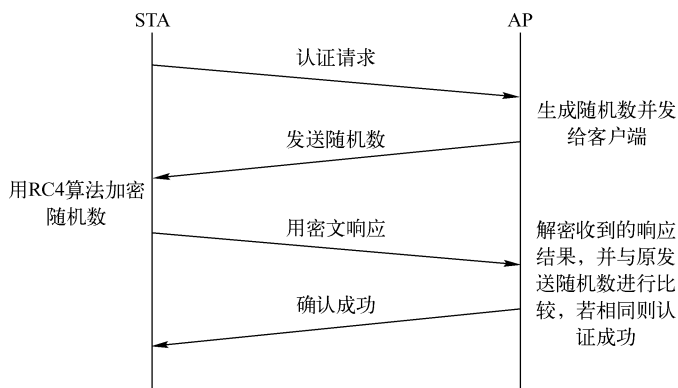 STA
AP
认证请求
生成随机数并发
给客户端
发送随机数
用RC4算法加密
随机数
用密文响应
解密收到的响应
结果，并与原发
送随机数进行比
较，若相同则认
证成功
确认成功